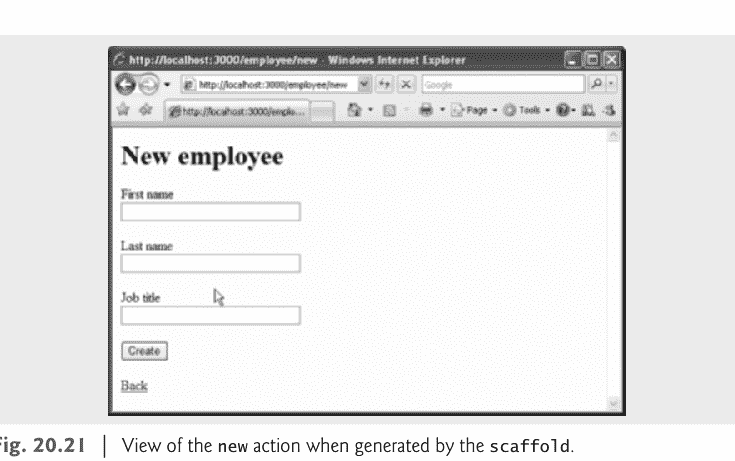 http://localhost:3000/employee/new - Windows Internet Explorer
http://localhost:3000/employee/new Google
http://localhost:3000/emplo... Page Tools
New employee
First name
Last name
Job title
Create
Back
Fig. 20.21 | View of the new action when generated by the scaffold.